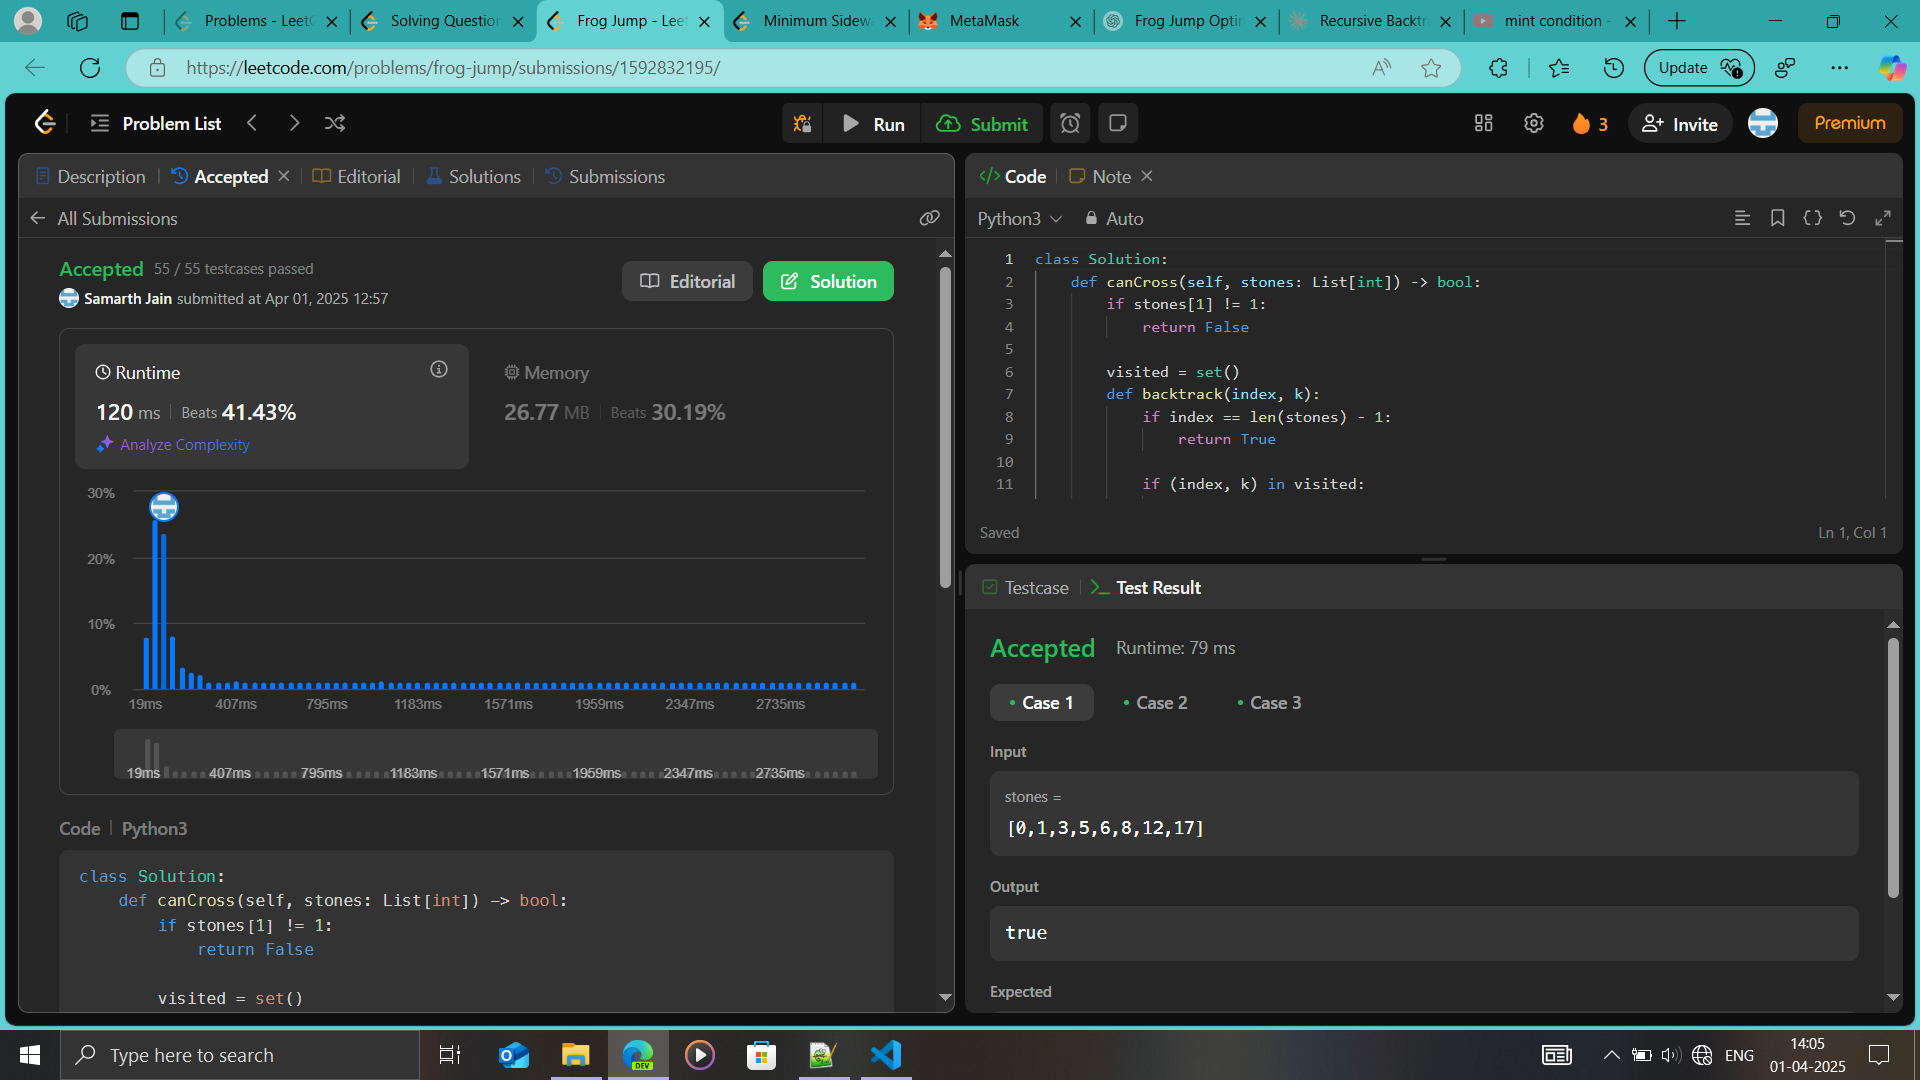 Problems - Leet
Solving Question
Frog Jump - Leet
Minimum Sidew
MetaMask
Frog Jump Opti
Recursive Backtr
mint condition -
https://leetcode.com/problems/frog-jump/submissions/1592832195/
Update
Problem List
Run
Submit
3
Invite
Premium
Description
Accepted
Editorial
Solutions
Submissions
All Submissions
Accepted 55 / 55 testcases passed
Samarth Jain submitted at Apr 01, 2025 12:57
Editorial
Solution
Runtime
120 ms Beats 41.43%
Analyze Complexity
Memory
26.77 MB Beats 30.19%
30%
20%
10%
0%
19ms 407ms 795ms 1183ms 1571ms 1959ms 2347ms 2735ms
19ms 407ms 795ms 1183ms 1571ms 1959ms 2347ms 2735ms
Code | Python3
class Solution:
def canCross(self, stones: List[int]) -> bool:
if stones[1] != 1:
return False
visited = set()
Code
Note
Python3
Auto
1 class Solution:
2 def canCross(self, stones: List[int]) -> bool:
3 if stones[1] != 1:
4 return False
5
6 visited = set()
7 def backtrack(index, k):
8 if index == len(stones) - 1:
9 return True
10
11 if (index, k) in visited:
Saved
Ln 1, Col 1
Testcase
Test Result
Accepted Runtime: 79 ms
Case 1
Case 2
Case 3
Input
stones =
[0,1,3,5,6,8,12,17]
Output
true
Expected
Type here to search
DEV
ENG
14:05
01-04-2025